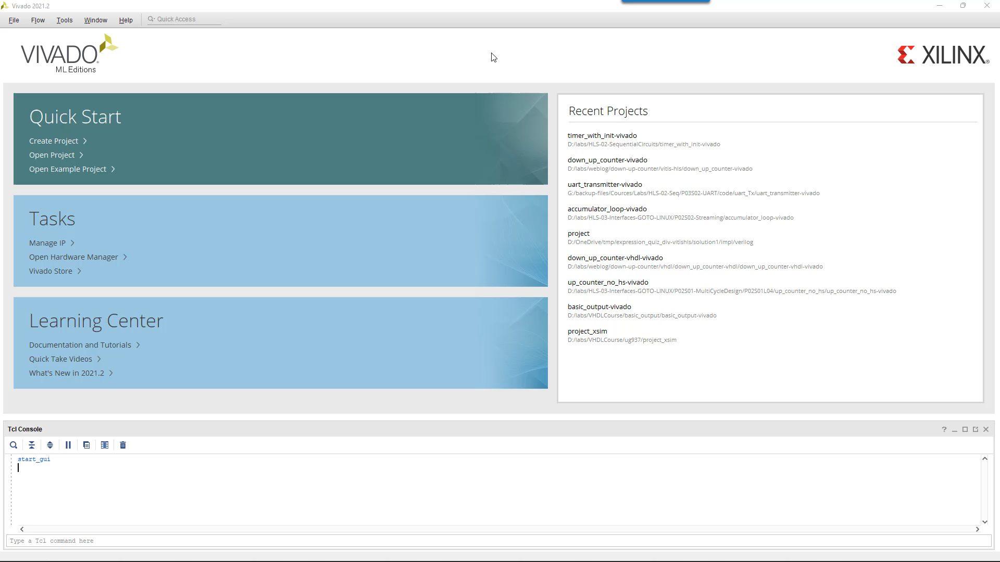 Vivado 2021.2
File Flow Tools Window Help Quick Access
VIVADO.
ML Editions
XILINX®
Quick Start
Create Project
Open Project
Open Example Project
Tasks
Manage IP
Open Hardware Manager
Vivado Store
Learning Center
Documentation and Tutorials
Quick Take Videos
What's New in 2021.2
Recent Projects
timer_with_init-vivado
D:/labs/HLS-02-SequentialCircuits/timer_with_init-vivado
down_up_counter-vivado
D:/labs/weblog/down-up-counter/vitis-hls/down_up_counter-vivado
uart_transmitter-vivado
G:/backup-files/Cources/Labs/HLS-02-Seq/P03S02-UART/code/uart_Tx/uart_transmitter-vivado
accumulator_loop-vivado
D:/labs/HLS-03-Interfaces-GOTO-LINUX/P02S02-Streaming/accumulator_loop-vivado
project
D:/OneDrive/tmp/expression_quiz_div-vitishls/solution1/impl/verilog
down_up_counter-vhdl-vivado
D:/labs/weblog/down-up-counter/vhdl/down_up_counter-vhdl/down_up_counter-vhdl-vivado
up_counter_no_hs-vivado
D:/labs/HLS-03-Interfaces-GOTO-LINUX/P02S01-MultiCycleDesign/P02S01L04/up_counter_no_hs/up_counter_no_hs-vivado
basic_output-vivado
D:/labs/VHDLCourse/basic_output/basic_output-vivado
project_xsim
D:/labs/VHDLCourse/ug937/project_xsim
Tcl Console
start_gui
Type a Tcl command here